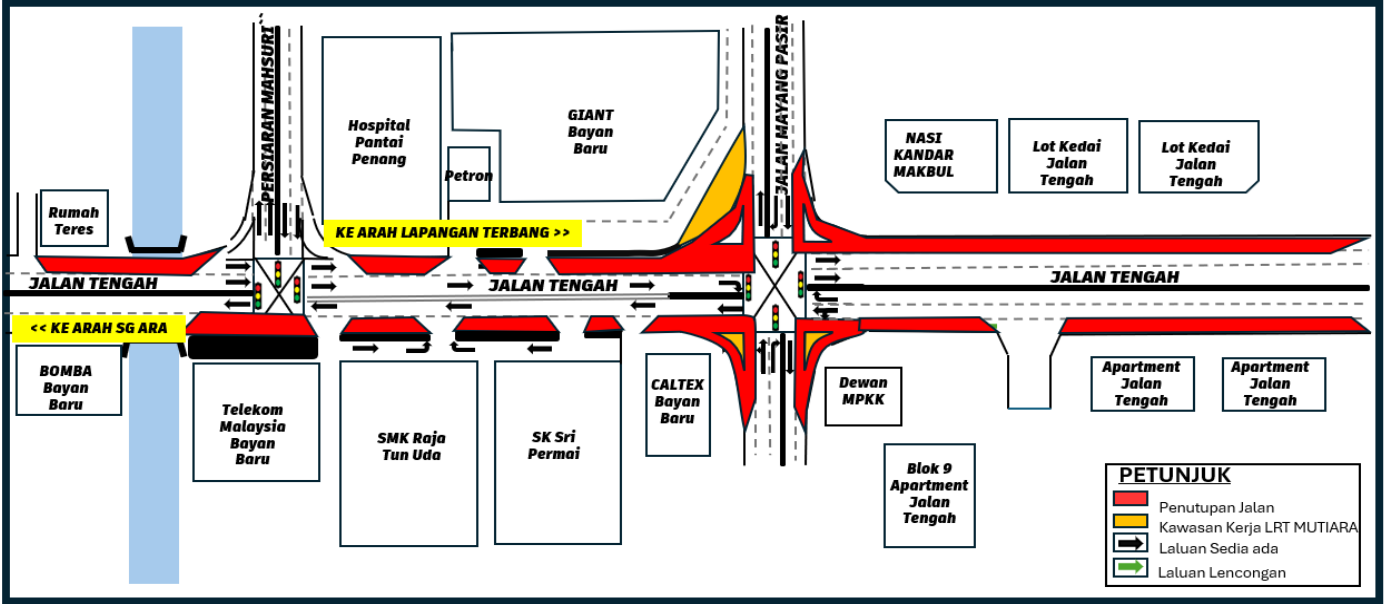 PERSIARAN MAHSURI
JALAN MAYANG PASIR
Hospital
Pantai
Penang
GIANT
Bayan
Baru
Petron
NASI
KANDAR
MAKBUL
Lot Kedai
Jalan
Tengah
Lot Kedai
Jalan
Tengah
Rumah
Teres
KE ARAH LAPANGAN TERBANG >>
JALAN TENGAH
JALAN TENGAH
JALAN TENGAH
<< KE ARAH SG ARA
BOMBA
Bayan
Baru
Telekom
Malaysia
Bayan
Baru
SMK Raja
Tun Uda
SK Sri
Permai
CALTEX
Bayan
Baru
Dewan
MPKK
Apartment
Jalan
Tengah
Apartment
Jalan
Tengah
Blok 9
Apartment
Jalan
Tengah
PETUNJUK
Penutupan Jalan
Kawasan Kerja LRT MUTIARA
Laluan Sedia ada
Laluan Lencongan